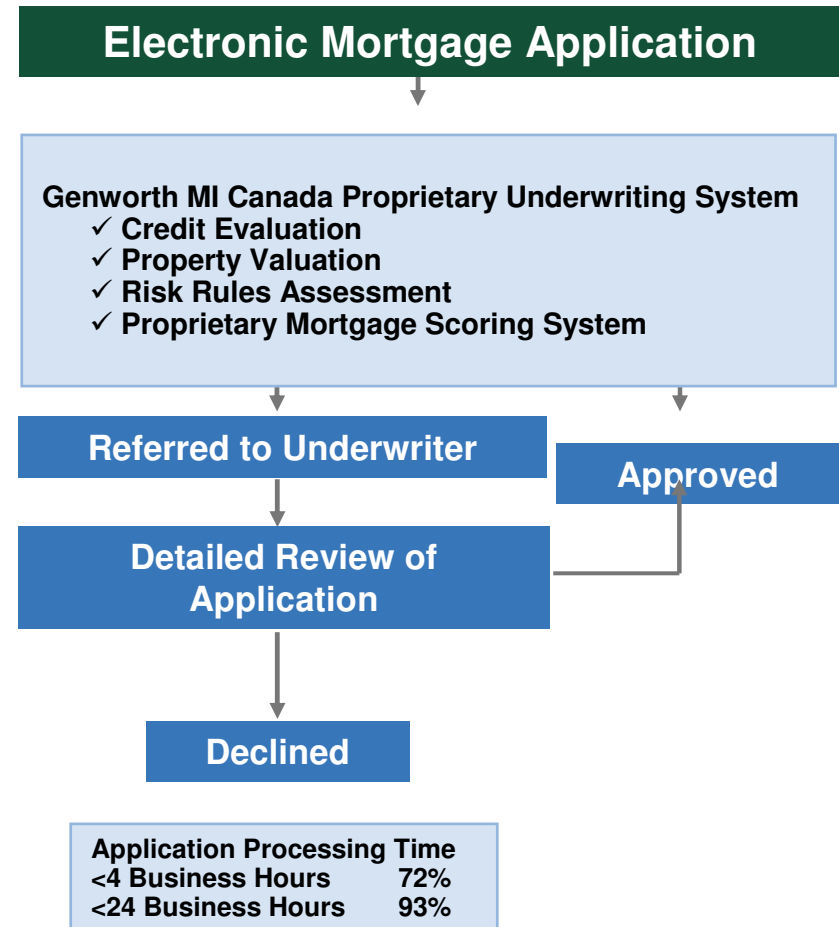 Electronic Mortgage Application
Genworth MI Canada Proprietary Underwriting System
✓ Credit Evaluation
✓ Property Valuation
✓ Risk Rules Assessment
✓ Proprietary Mortgage Scoring System
Referred to Underwriter
Approved
Detailed Review of
Application
Declined
Application Processing Time
<4 Business Hours 72%
<24 Business Hours 93%